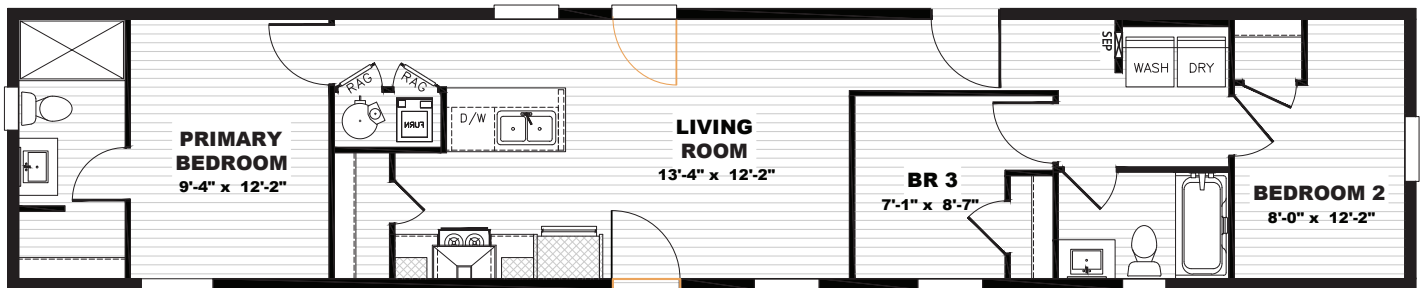 SEP
WASH DRY
RAG RAG
FURN
D/W
PRIMARY
BEDROOM
9'-4" x 12'-2"
LIVING
ROOM
13'-4" x 12'-2"
BR 3
7'-1" x 8'-7"
BEDROOM 2
8'-0" x 12'-2"